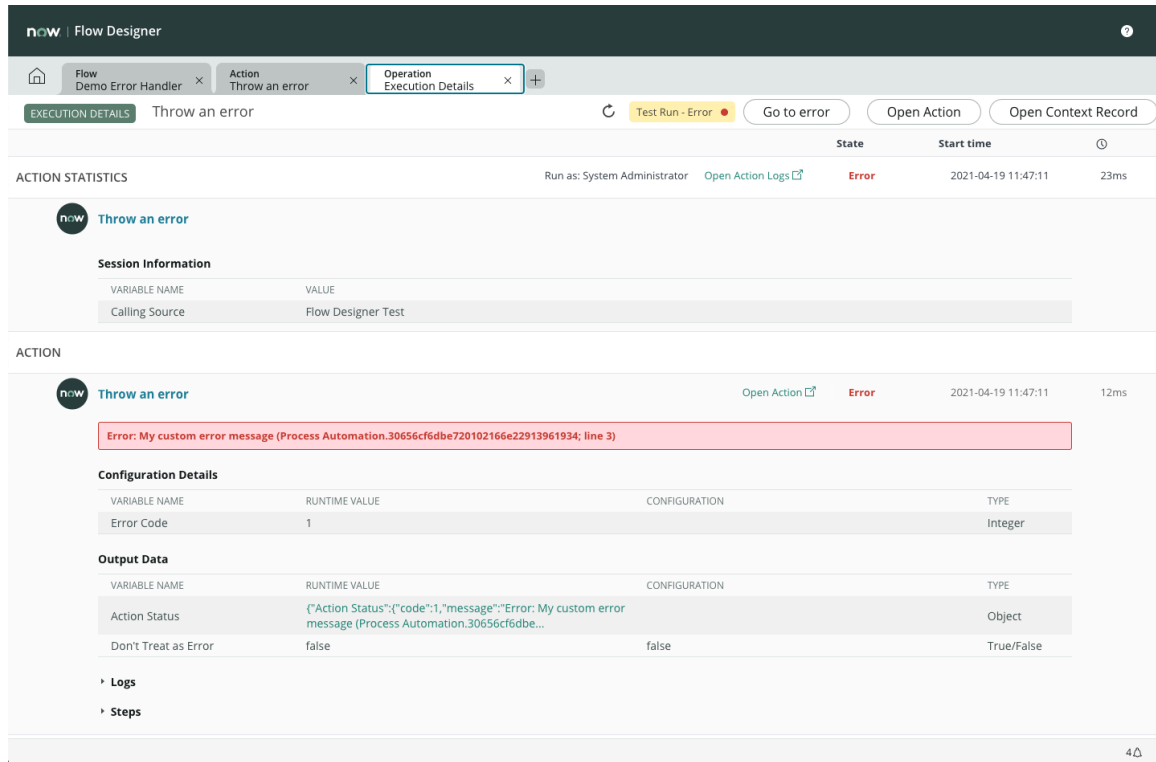 now. Flow Designer
Flow
Demo Error Handler
Action
Throw an error
Operation
Execution Details
EXECUTION DETAILS Throw an error Test Run - Error Go to error Open Action Open Context Record
State Start time
ACTION STATISTICS Run as: System Administrator Open Action Logs Error 2021-04-19 11:47:11 23ms
now Throw an error
Session Information
VARIABLE NAME VALUE
Calling Source Flow Designer Test
ACTION
now Throw an error Open Action Error 2021-04-19 11:47:11 12ms
Error: My custom error message (Process Automation.30656cf6dbe720102166e22913961934; line 3)
Configuration Details
VARIABLE NAME RUNTIME VALUE CONFIGURATION TYPE
Error Code 1 Integer
Output Data
VARIABLE NAME RUNTIME VALUE CONFIGURATION TYPE
Action Status {"Action Status":{"code":1,"message":"Error: My custom error Object
message (Process Automation.30656cf6dbe...
Don't Treat as Error false false True/False
Logs
Steps
4